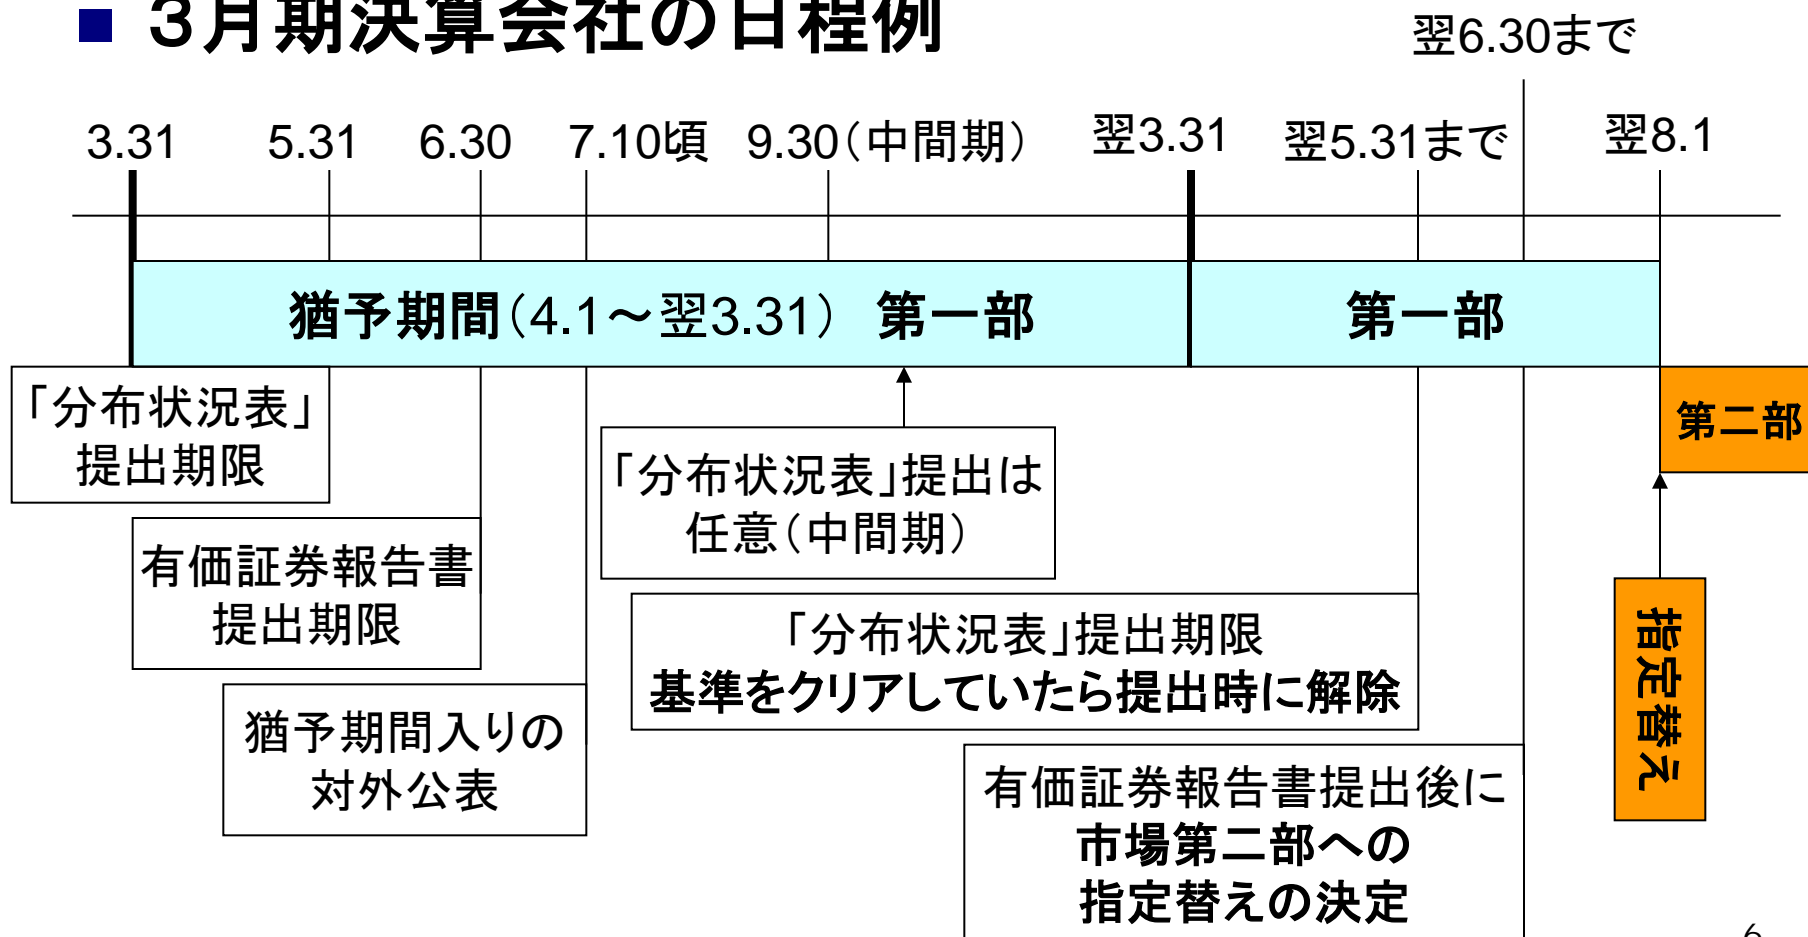 ■ ３月期決算会社の日程例
翌6.30まで
3.31 5.31 6.30 7.10頃 9.30（中間期） 翌3.31 翌5.31まで 翌8.1
猶予期間（4.1～翌3.31） 第一部
第一部
「分布状況表」
提出期限
第二部
「分布状況表」提出は
任意（中間期）
有価証券報告書
提出期限
「分布状況表」提出期限
基準をクリアしていたら提出時に解除
指定替え
猶予期間入りの
対外公表
有価証券報告書提出後に
市場第二部への
指定替えの決定
6